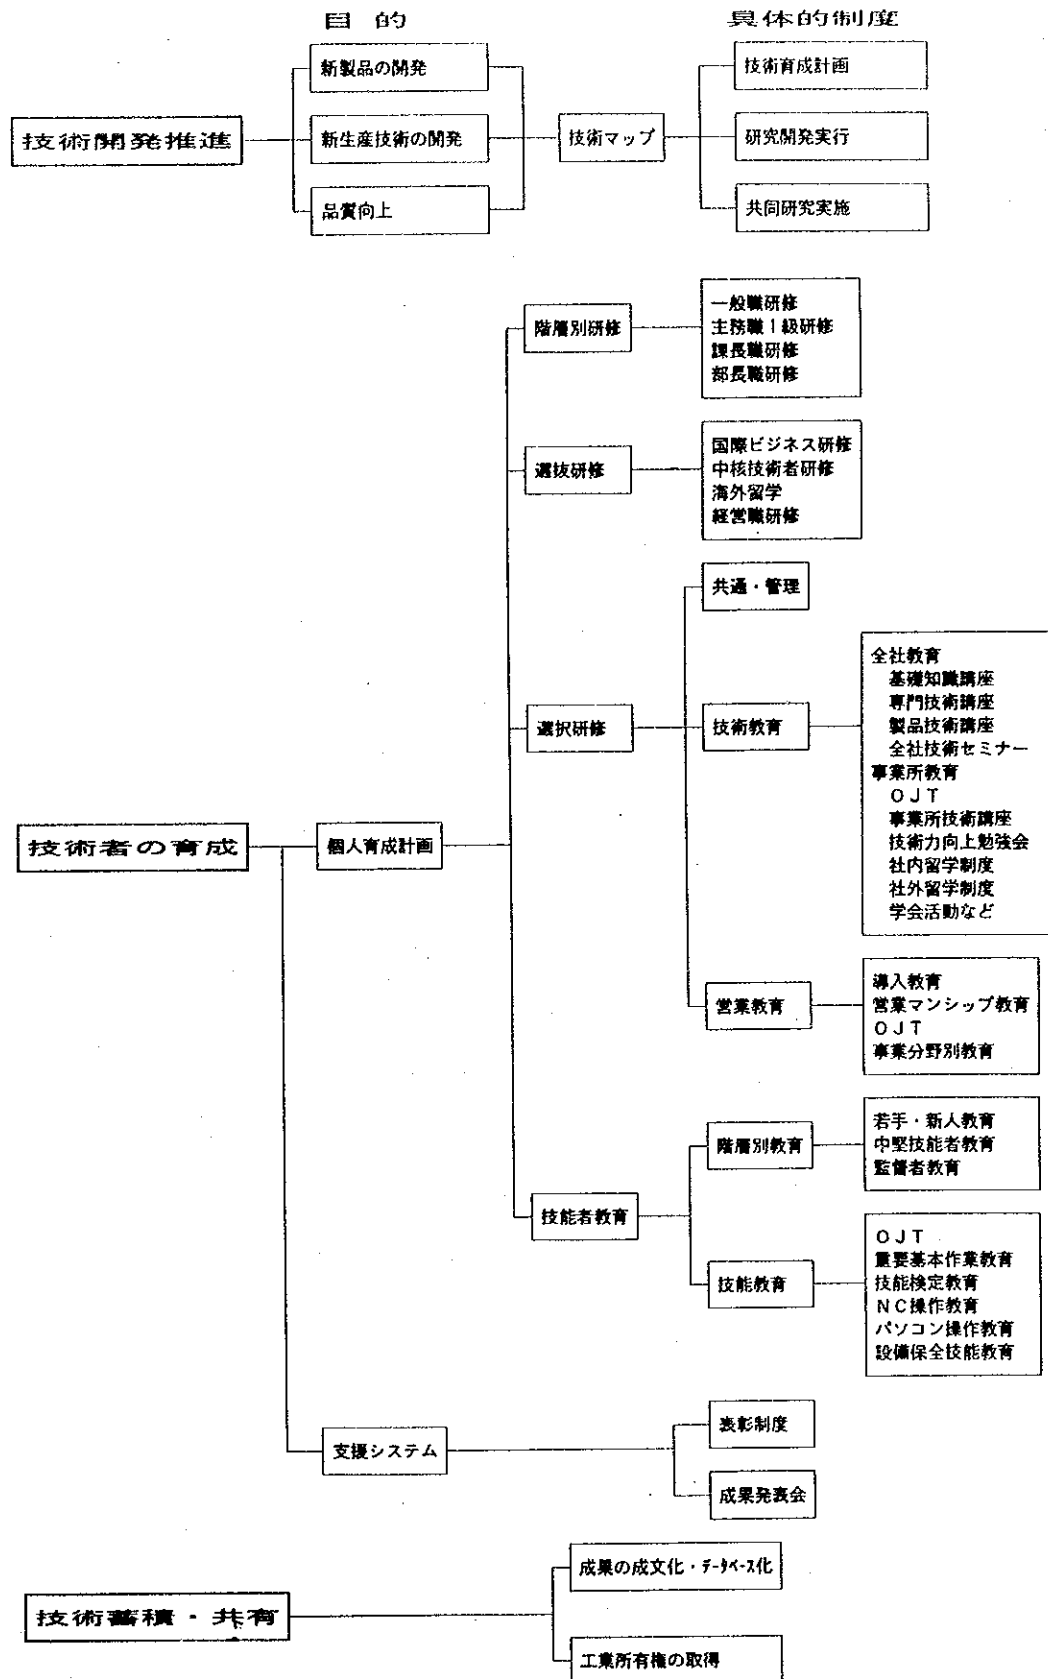 目 的
具体的制度
技術開発推進
新製品の開発
新生産技術の開発
品質向上
技術マップ
技術育成計画
研究開発実行
共同研究実施
技術者の育成
個人育成計画
階層別研修
一般職研修
主務職Ⅰ級研修
課長職研修
部長職研修
選抜研修
国際ビジネス研修
中核技術者研修
海外留学
経営職研修
選択研修
共通・管理
技術教育
全社教育
基礎知識講座
専門技術講座
製品技術講座
全社技術セミナー
事業所教育
OJT
事業所技術講座
技術力向上勉強会
社内留学制度
社外留学制度
学会活動など
営業教育
導入教育
営業マンシップ教育
OJT
事業分野別教育
技能者教育
階層別教育
若手・新人教育
中堅技能者教育
監督者教育
技能教育
OJT
重要基本作業教育
技能検定教育
NC操作教育
パソコン操作教育
設備保全技能教育
支援システム
表彰制度
成果発表会
技術蓄積・共有
成果の成文化・データベース化
工業所有権の取得